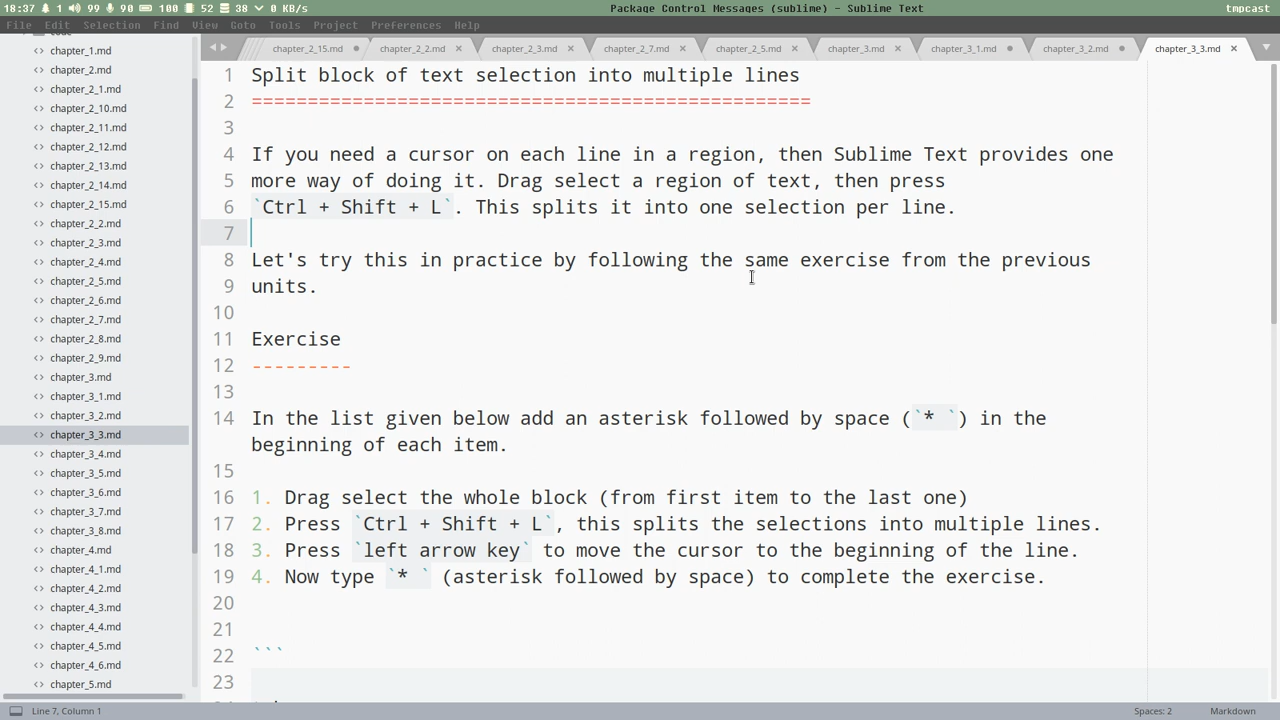 18:37 1 99 90 100 52 38 0 KB/s Package Control Messages (sublime) - Sublime Text tmpcast
File Edit Selection Find View Goto Tools Project Preferences Help
chapter_2_15.md chapter_2_2.md chapter_2_3.md chapter_2_7.md chapter_2_5.md chapter_3.md chapter_3_1.md chapter_3_2.md chapter_3_3.md
code
chapter_1.md
chapter_2.md
chapter_2_1.md
chapter_2_10.md
chapter_2_11.md
chapter_2_12.md
chapter_2_13.md
chapter_2_14.md
chapter_2_15.md
chapter_2_2.md
chapter_2_3.md
chapter_2_4.md
chapter_2_5.md
chapter_2_6.md
chapter_2_7.md
chapter_2_8.md
chapter_2_9.md
chapter_3.md
chapter_3_1.md
chapter_3_2.md
chapter_3_3.md
chapter_3_4.md
chapter_3_5.md
chapter_3_6.md
chapter_3_7.md
chapter_3_8.md
chapter_4.md
chapter_4_1.md
chapter_4_2.md
chapter_4_3.md
chapter_4_4.md
chapter_4_5.md
chapter_4_6.md
chapter_5.md
1 Split block of text selection into multiple lines
2 ==================================================
3
4 If you need a cursor on each line in a region, then Sublime Text provides one
5 more way of doing it. Drag select a region of text, then press
6 `Ctrl + Shift + L`. This splits it into one selection per line.
7
8 Let's try this in practice by following the same exercise from the previous
9 units.
10
11 Exercise
12 ---------
13
14 In the list given below add an asterisk followed by space (`* `) in the
beginning of each item.
15
16 1. Drag select the whole block (from first item to the last one)
17 2. Press `Ctrl + Shift + L`, this splits the selections into multiple lines.
18 3. Press `left arrow key` to move the cursor to the beginning of the line.
19 4. Now type `* ` (asterisk followed by space) to complete the exercise.
20
21
22 ```
23
Line 7, Column 1 Spaces: 2 Markdown